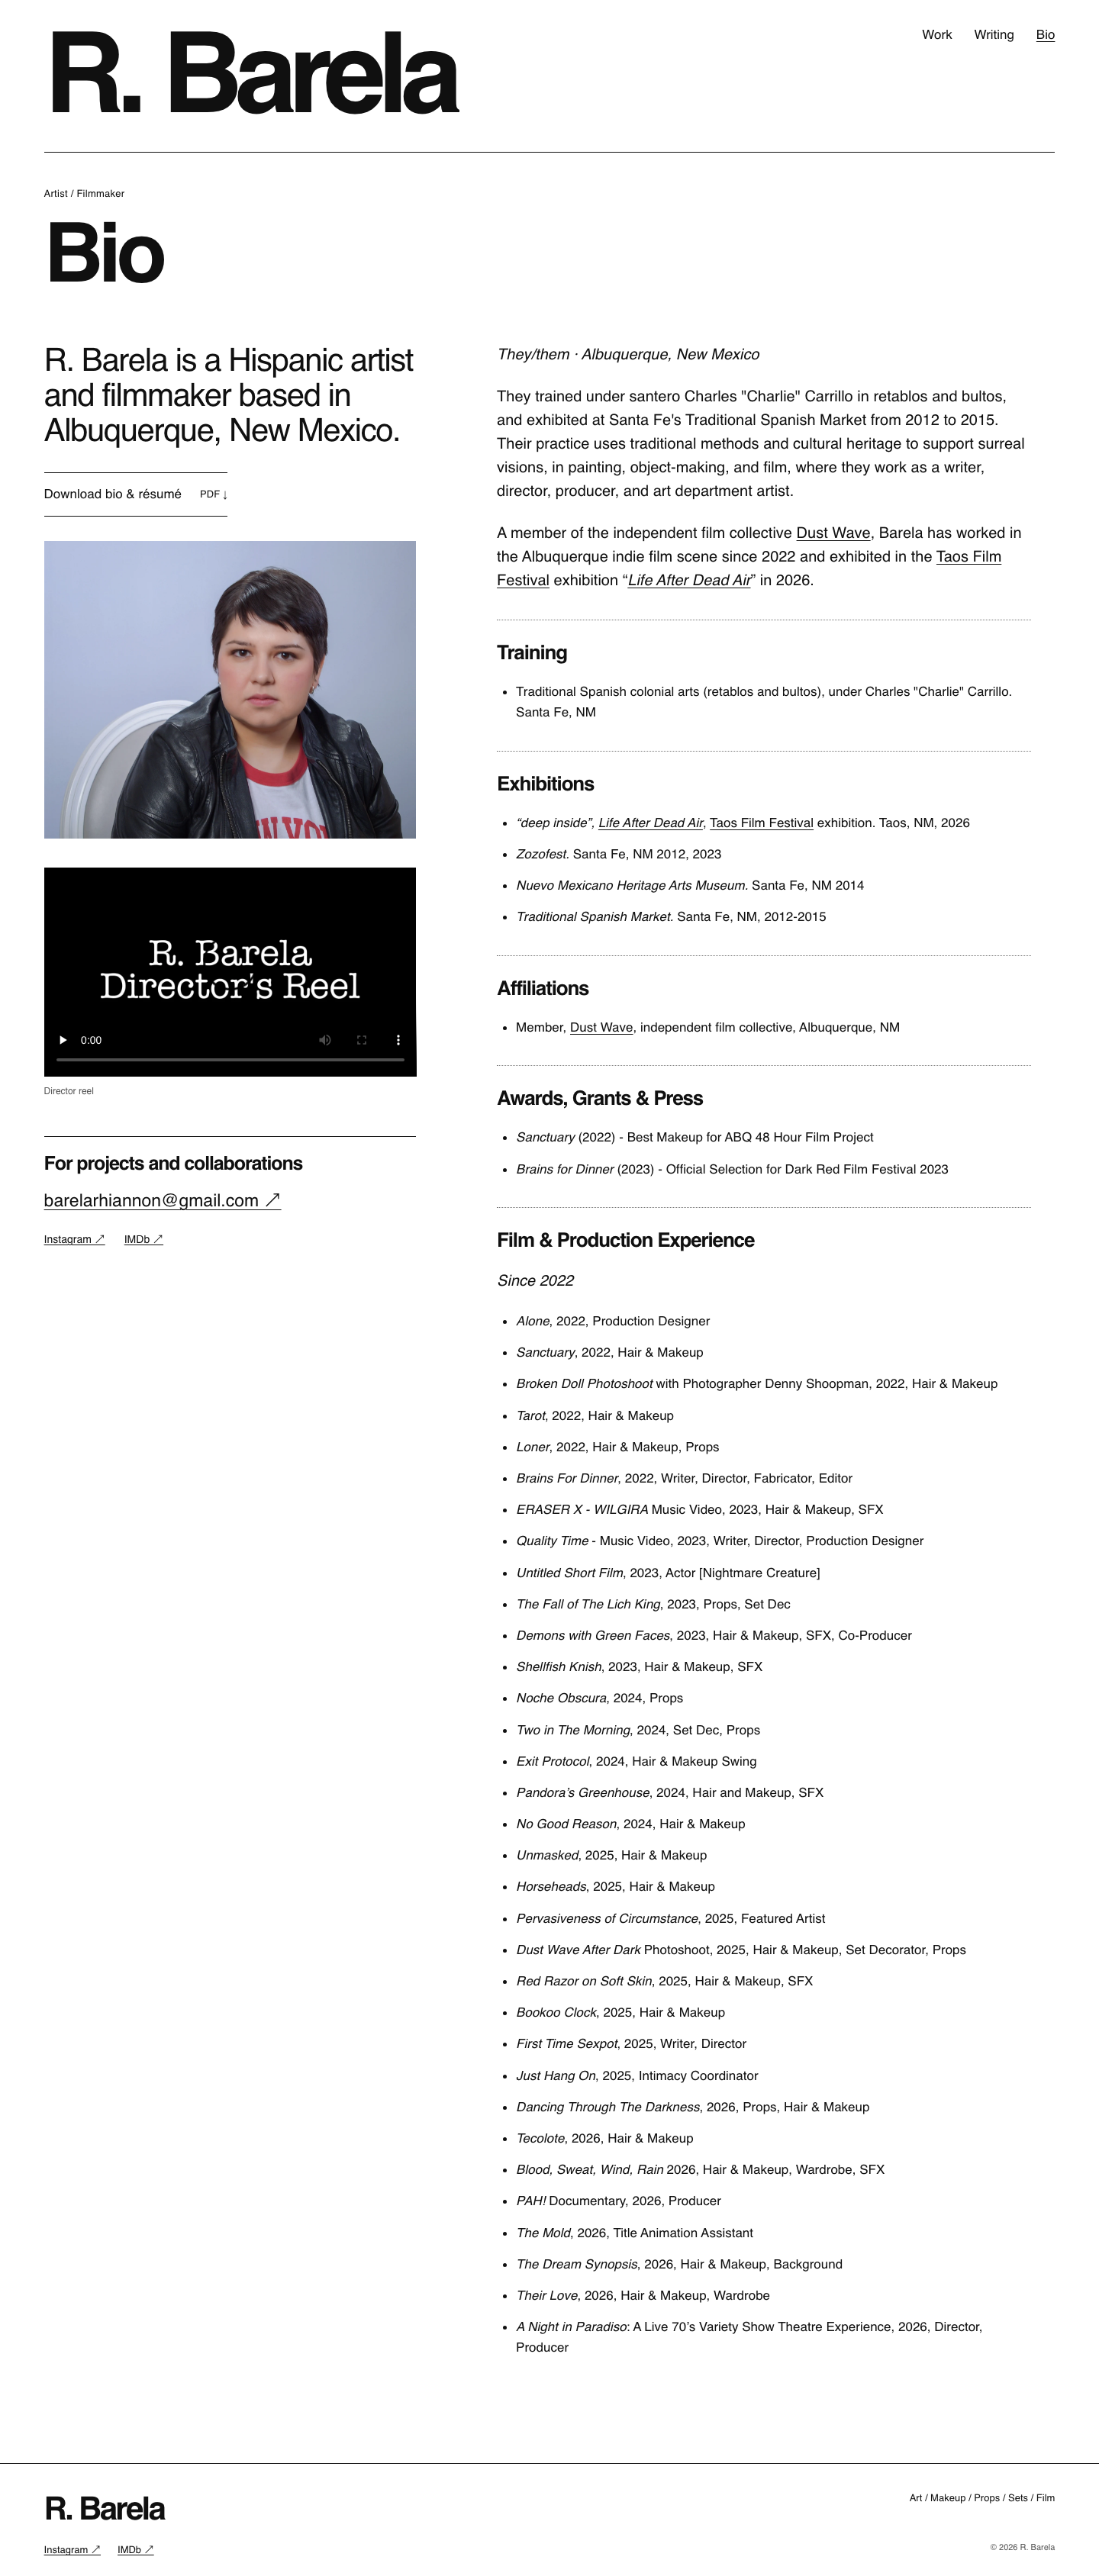 R. Barela
Work Writing Bio
Artist / Filmmaker
Bio
R. Barela is a Hispanic artist
and filmmaker based in
Albuquerque, New Mexico.
Download bio & résumé PDF ↓
R. Barela
Director's Reel
0:00
Director reel
For projects and collaborations
barelarhiannon@gmail.com ↗
Instagram ↗ IMDb ↗
They/them · Albuquerque, New Mexico
They trained under santero Charles "Charlie" Carrillo in retablos and bultos,
and exhibited at Santa Fe's Traditional Spanish Market from 2012 to 2015.
Their practice uses traditional methods and cultural heritage to support surreal
visions, in painting, object-making, and film, where they work as a writer,
director, producer, and art department artist.
A member of the independent film collective Dust Wave, Barela has worked in
the Albuquerque indie film scene since 2022 and exhibited in the Taos Film
Festival exhibition “Life After Dead Air” in 2026.
Training
• Traditional Spanish colonial arts (retablos and bultos), under Charles "Charlie" Carrillo.
Santa Fe, NM
Exhibitions
• “deep inside”, Life After Dead Air, Taos Film Festival exhibition. Taos, NM, 2026
• Zozofest. Santa Fe, NM 2012, 2023
• Nuevo Mexicano Heritage Arts Museum. Santa Fe, NM 2014
• Traditional Spanish Market. Santa Fe, NM, 2012-2015
Affiliations
• Member, Dust Wave, independent film collective, Albuquerque, NM
Awards, Grants & Press
• Sanctuary (2022) - Best Makeup for ABQ 48 Hour Film Project
• Brains for Dinner (2023) - Official Selection for Dark Red Film Festival 2023
Film & Production Experience
Since 2022
• Alone, 2022, Production Designer
• Sanctuary, 2022, Hair & Makeup
• Broken Doll Photoshoot with Photographer Denny Shoopman, 2022, Hair & Makeup
• Tarot, 2022, Hair & Makeup
• Loner, 2022, Hair & Makeup, Props
• Brains For Dinner, 2022, Writer, Director, Fabricator, Editor
• ERASER X - WILGIRA Music Video, 2023, Hair & Makeup, SFX
• Quality Time - Music Video, 2023, Writer, Director, Production Designer
• Untitled Short Film, 2023, Actor [Nightmare Creature]
• The Fall of The Lich King, 2023, Props, Set Dec
• Demons with Green Faces, 2023, Hair & Makeup, SFX, Co-Producer
• Shellfish Knish, 2023, Hair & Makeup, SFX
• Noche Obscura, 2024, Props
• Two in The Morning, 2024, Set Dec, Props
• Exit Protocol, 2024, Hair & Makeup Swing
• Pandora’s Greenhouse, 2024, Hair and Makeup, SFX
• No Good Reason, 2024, Hair & Makeup
• Unmasked, 2025, Hair & Makeup
• Horseheads, 2025, Hair & Makeup
• Pervasiveness of Circumstance, 2025, Featured Artist
• Dust Wave After Dark Photoshoot, 2025, Hair & Makeup, Set Decorator, Props
• Red Razor on Soft Skin, 2025, Hair & Makeup, SFX
• Bookoo Clock, 2025, Hair & Makeup
• First Time Sexpot, 2025, Writer, Director
• Just Hang On, 2025, Intimacy Coordinator
• Dancing Through The Darkness, 2026, Props, Hair & Makeup
• Tecolote, 2026, Hair & Makeup
• Blood, Sweat, Wind, Rain 2026, Hair & Makeup, Wardrobe, SFX
• PAH! Documentary, 2026, Producer
• The Mold, 2026, Title Animation Assistant
• The Dream Synopsis, 2026, Hair & Makeup, Background
• Their Love, 2026, Hair & Makeup, Wardrobe
• A Night in Paradiso: A Live 70’s Variety Show Theatre Experience, 2026, Director,
Producer
R. Barela
Art / Makeup / Props / Sets / Film
Instagram ↗ IMDb ↗
© 2026 R. Barela